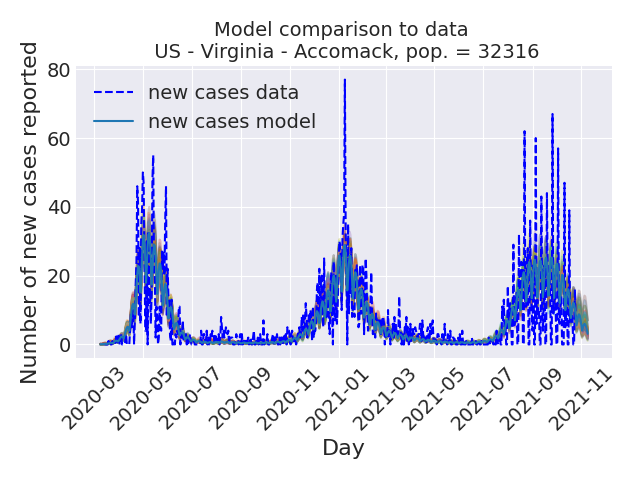 Model comparison to data
US - Virginia - Accomack, pop. = 32316
new cases data
new cases model
Number of new cases reported
80
60
40
20
0
2020-03
2020-05
2020-07
2020-09
2020-11
2021-01
2021-03
2021-05
2021-07
2021-09
2021-11
Day